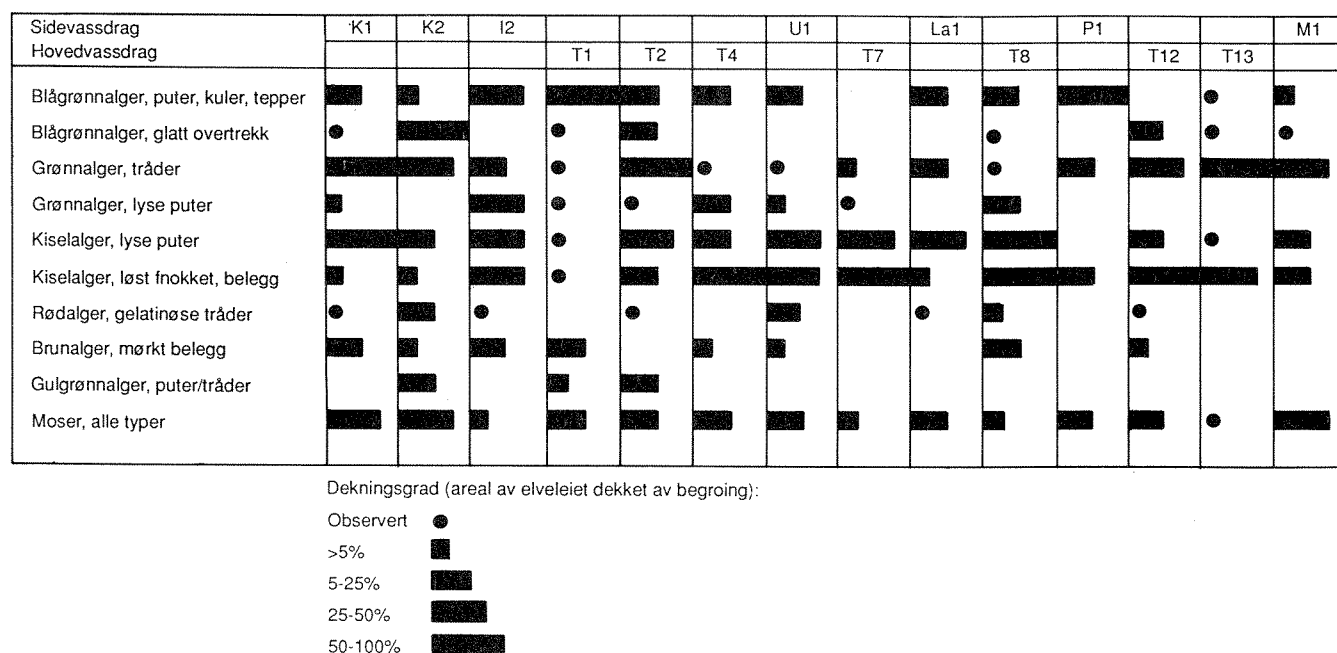 Sidevassdrag K1 K2 I2 U1 La1 P1 M1
Hovedvassdrag T1 T2 T4 T7 T8 T12 T13
Blågrønnalger, puter, kuler, tepper
Blågrønnalger, glatt overtrekk
Grønnalger, tråder
Grønnalger, lyse puter
Kiselalger, lyse puter
Kiselalger, løst fnokket, belegg
Rødalger, gelatinøse tråder
Brunalger, mørkt belegg
Gulgrønnalger, puter/tråder
Moser, alle typer
Dekningsgrad (areal av elveleiet dekket av begroing):
Observert
>5%
5-25%
25-50%
50-100%